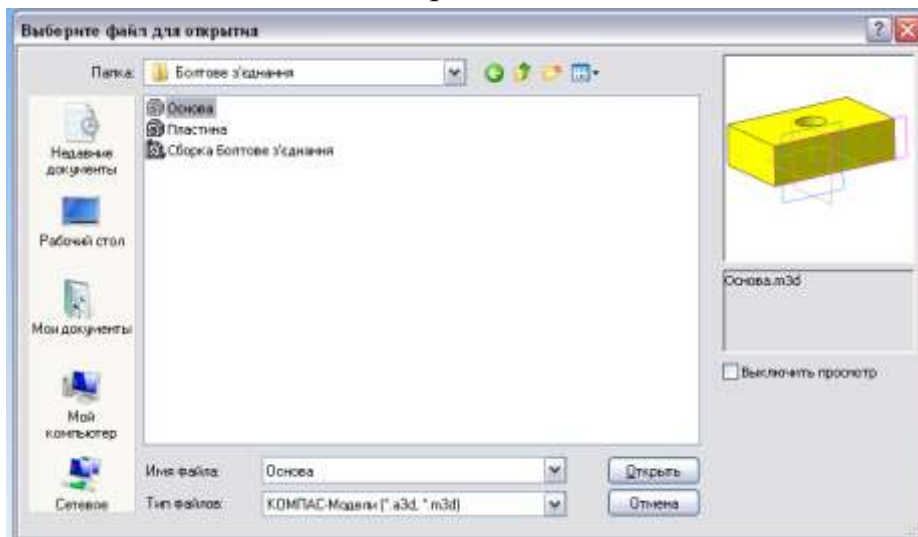 Выберите файл для открытия
Папка:
Болтове з'єднання
Основа
Пластина
Сборка Болтове з'єднання
Недавние
документы
Рабочий стол
Мои документы
Мой
компьютер
Сетевое
Основа.m3d
Выключить просмотр
Имя файла:
Основа
Открыть
Тип файлов:
КОМПАС-Модели (*.a3d, *.m3d)
Отмена